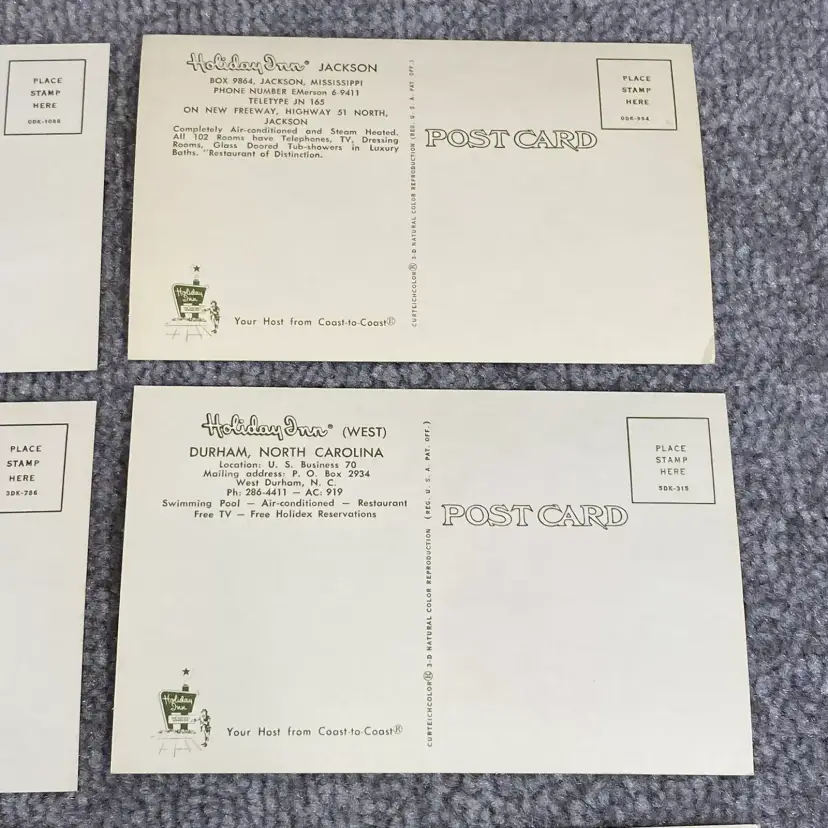 PLACE
STAMP
HERE
0DK-1088
Holiday Inn® JACKSON
BOX 9864, JACKSON, MISSISSIPPI
PHONE NUMBER EMerson 6-9411
TELETYPE JN 165
ON NEW FREEWAY, HIGHWAY 51 NORTH,
JACKSON
Completely Air-conditioned and Steam Heated.
All 102 Rooms have Telephones, TV, Dressing
Rooms, Glass Doored Tub-showers in Luxury
Baths. "Restaurant of Distinction.
Holiday
Inn
Your Host from Coast-to-Coast®
CURTEICHCOLOR® 3-D NATURAL COLOR REPRODUCTION (REG. U. S. A. PAT. OFF.)
POST CARD
PLACE
STAMP
HERE
0DK-994
PLACE
STAMP
HERE
3DK-786
Holiday Inn® (WEST)
DURHAM, NORTH CAROLINA
Location: U. S. Business 70
Mailing address: P. O. Box 2934
West Durham, N. C.
Ph: 286-4411 — AC: 919
Swimming Pool — Air-conditioned — Restaurant
Free TV — Free Holidex Reservations
Holiday
Inn
Your Host from Coast-to-Coast®
CURTEICHCOLOR® 3-D NATURAL COLOR REPRODUCTION (REG. U. S. A. PAT. OFF.)
POST CARD
PLACE
STAMP
HERE
5DK-315